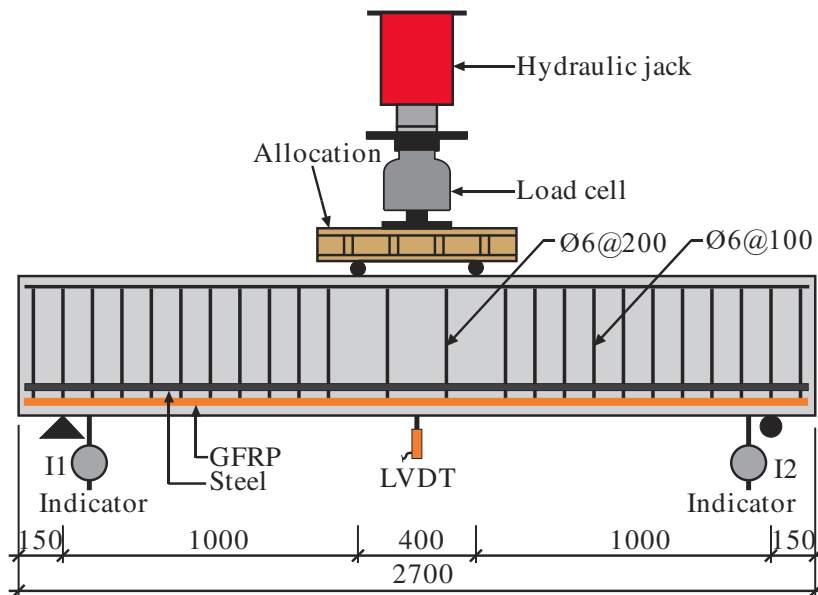 Hydraulic jack
Allocation
Load cell
Ø6@200
Ø6@100
I1
GFRP
Steel
LVDT
I2
Indicator
Indicator
150
1000
400
1000
150
2700